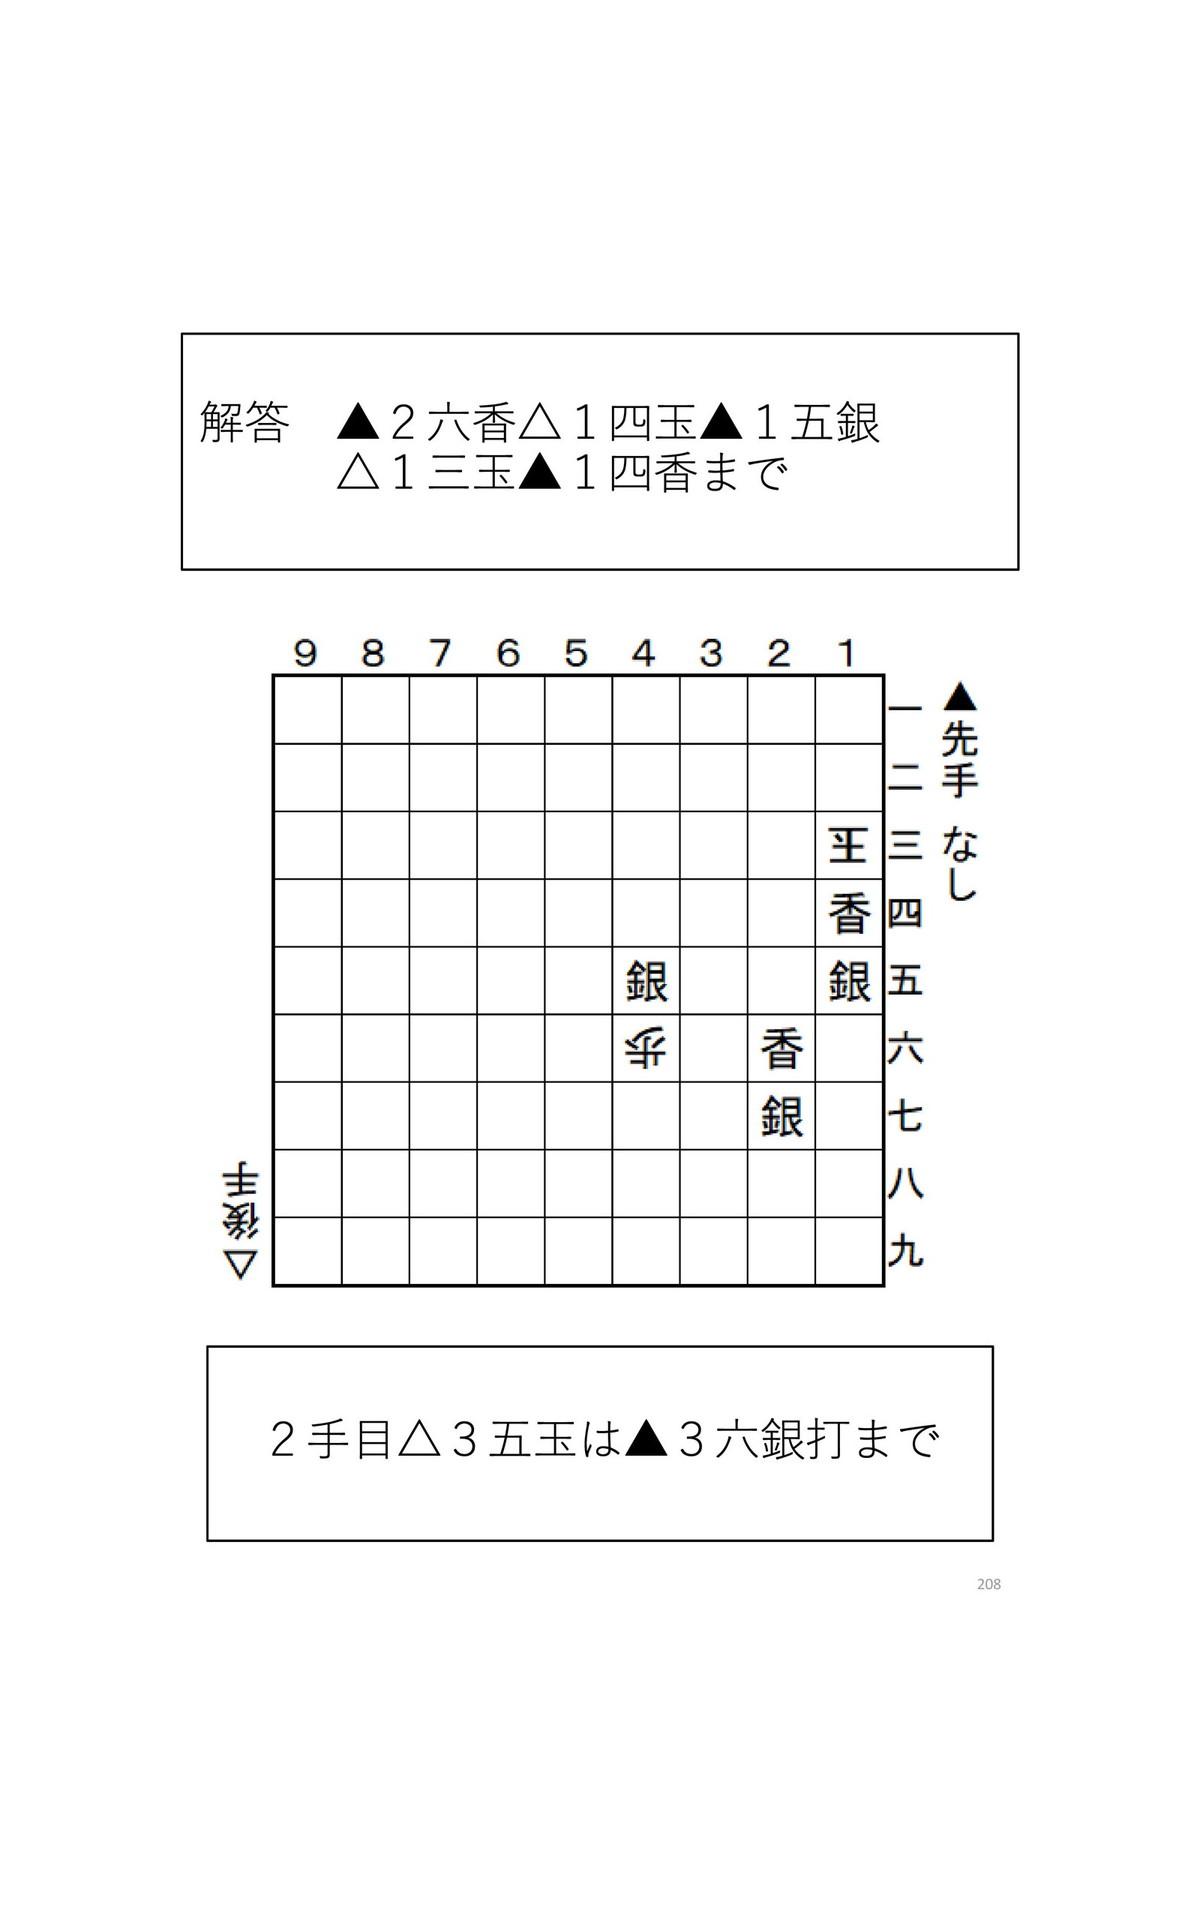 解答　▲２六香△１四玉▲１五銀
△１三玉▲１四香まで
９ ８ ７ ６ ５ ４ ３ ２ １
一
二
王 三
香 四
銀 銀 五
歩 香 六
銀 七
八
九
▲先手 なし
△後手
２手目△３五玉は▲３六銀打まで
208